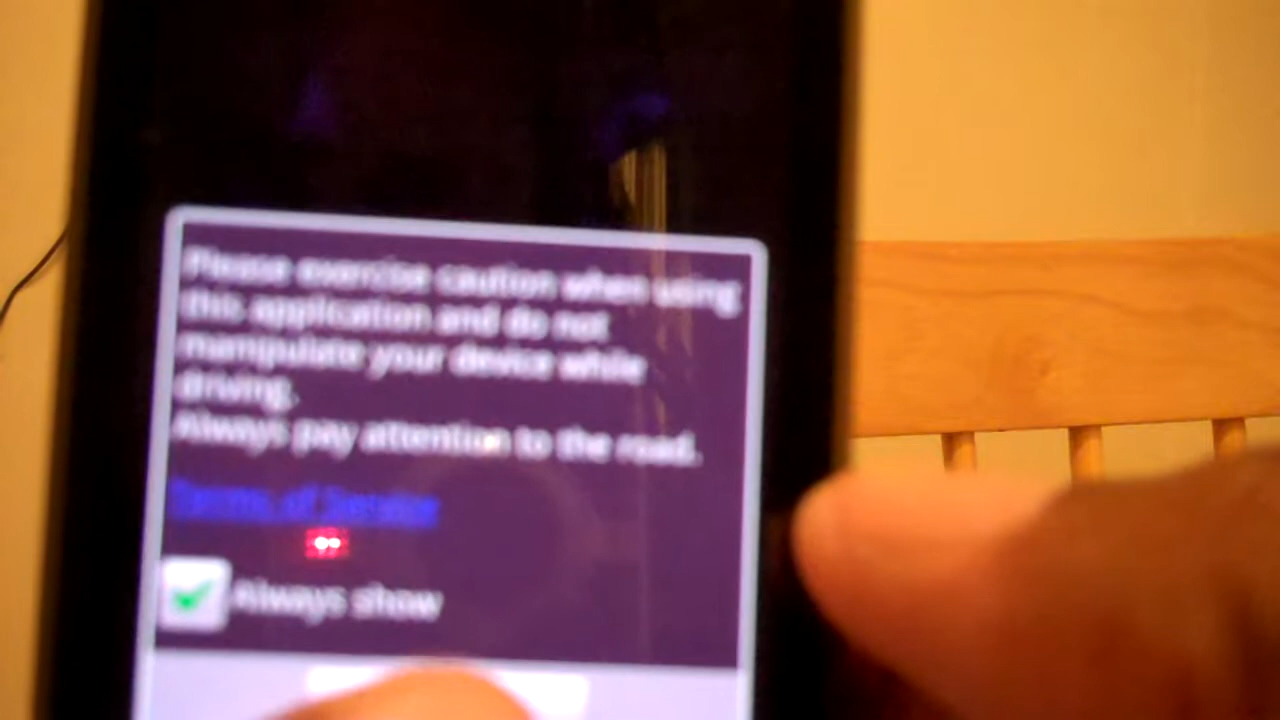 Please exercise caution when using
this application and do not
manipulate your device while
driving.
Always pay attention to the road.
Terms of Service
Always show